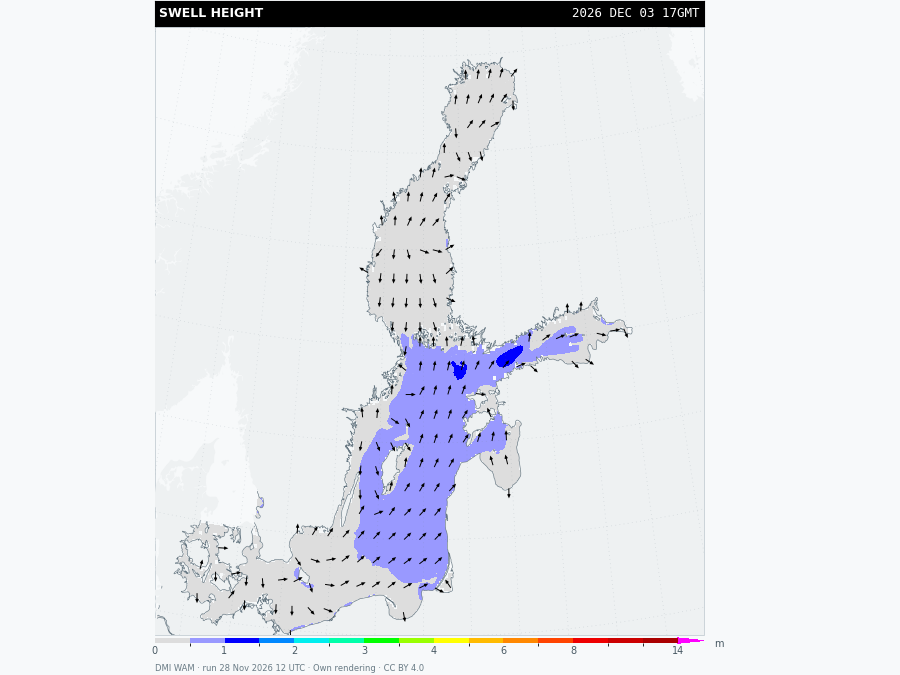 SWELL HEIGHT 2026 DEC 03 17GMT
0 1 2 3 4 6 8 14 m
DMI WAM · run 28 Nov 2026 12 UTC · Own rendering · CC BY 4.0